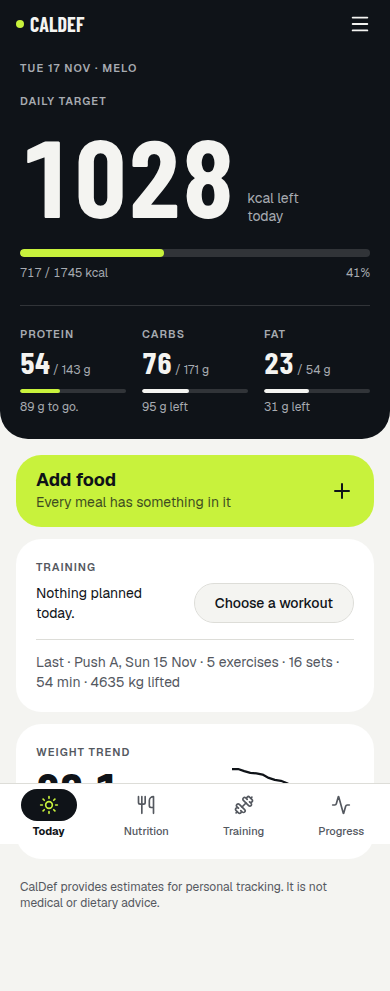 CALDEF
TUE 17 NOV · MELO
DAILY TARGET
1028 kcal left today
717 / 1745 kcal 41%
PROTEIN CARBS FAT
54 / 143 g 76 / 171 g 23 / 54 g
89 g to go. 95 g left 31 g left
Add food
Every meal has something in it
TRAINING
Nothing planned
today.
Choose a workout
Last · Push A, Sun 15 Nov · 5 exercises · 16 sets ·
54 min · 4635 kg lifted
WEIGHT TREND
Today Nutrition Training Progress
CalDef provides estimates for personal tracking. It is not
medical or dietary advice.